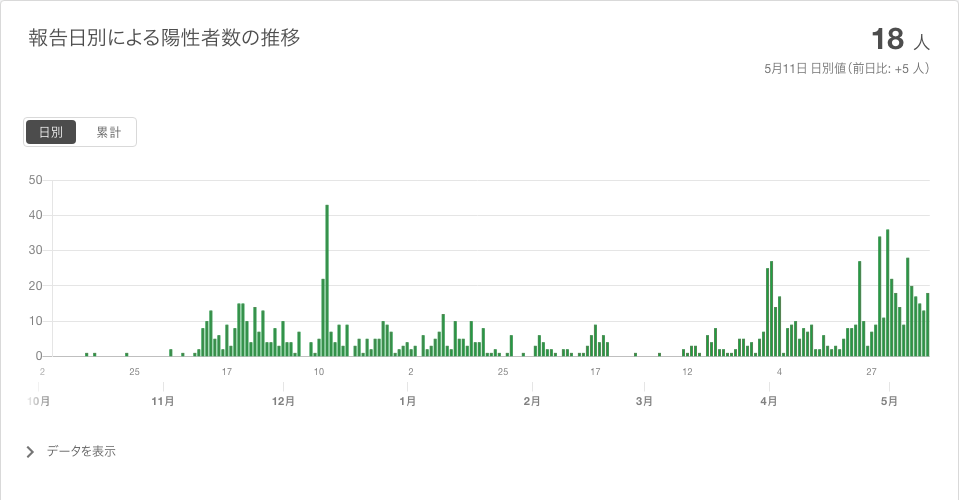 報告日別による陽性者数の推移
18 人
5月11日 日別値（前日比: +5 人）
日別 累計
50
40
30
20
10
0
2 25 17 10 2 25 17 12 4 27
10月 11月 12月 1月 2月 3月 4月 5月
データを表示